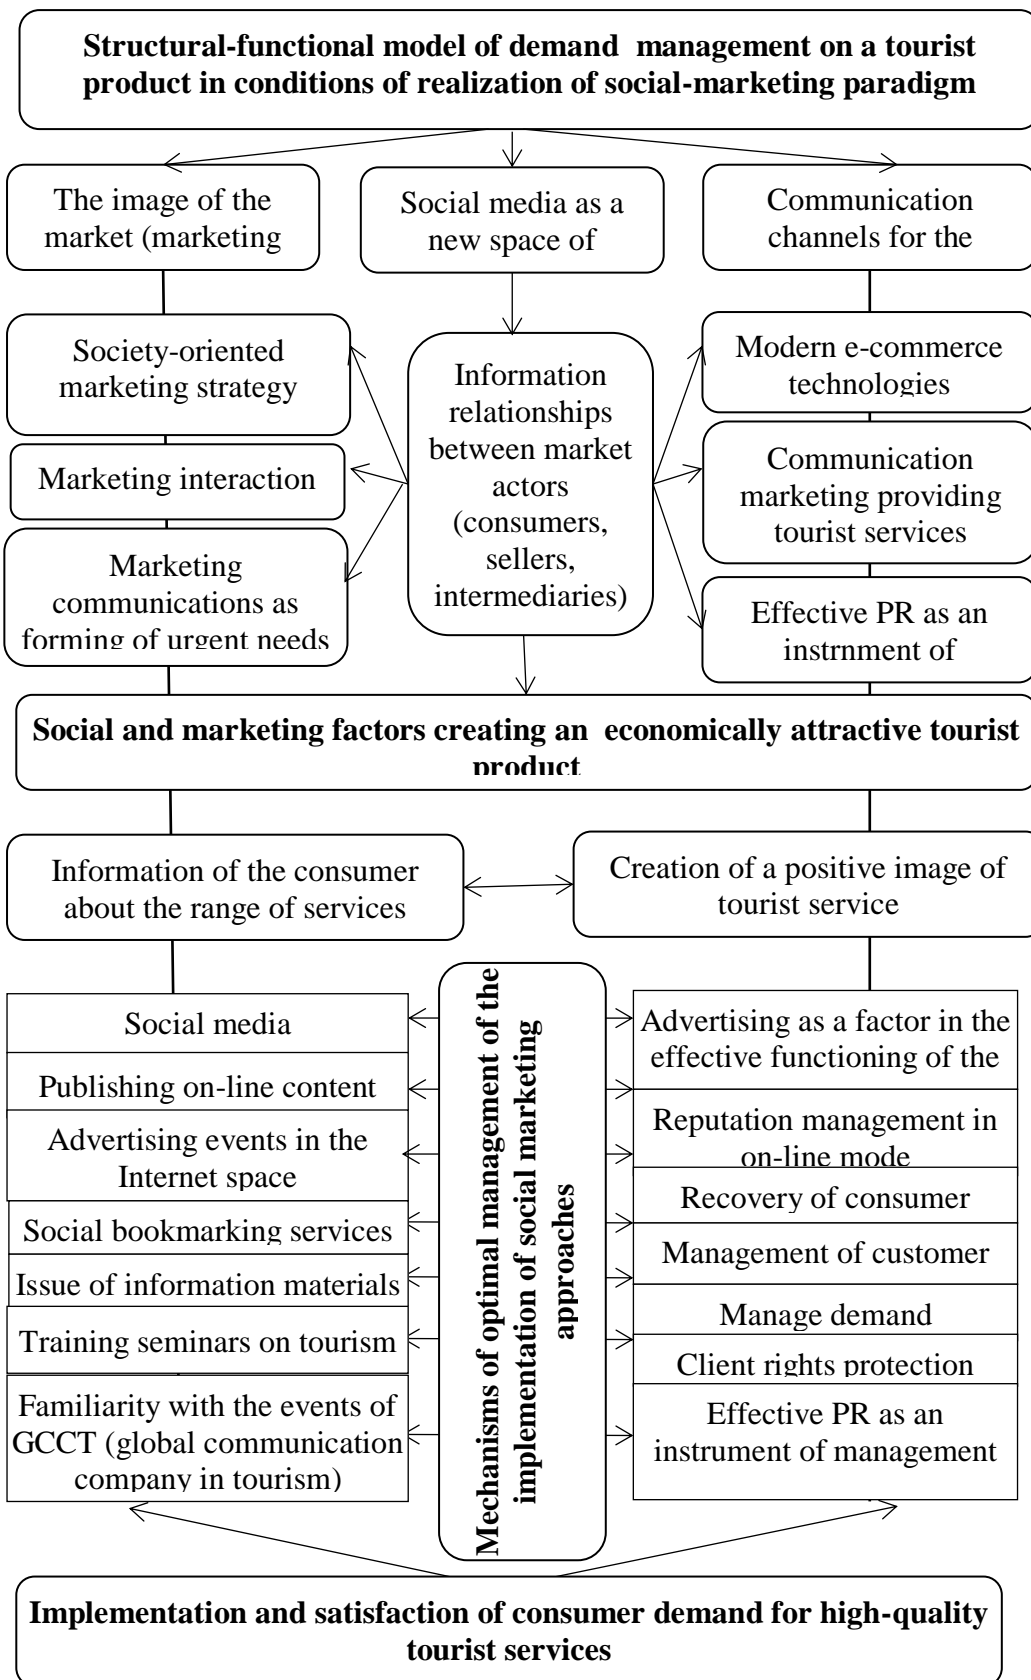 Structural-functional model of demand management on a tourist
product in conditions of realization of social-marketing paradigm
The image of the
market (marketing
Social media as a
new space of
Communication
channels for the
Society-oriented
marketing strategy
Marketing interaction
Marketing
communications as
forming of urgent needs
Information
relationships
between market
actors
(consumers,
sellers,
intermediaries)
Modern e-commerce
technologies
Communication
marketing providing
tourist services
Effective PR as an
instrnment of
Social and marketing factors creating an economically attractive tourist
product
Information of the consumer
about the range of services
Creation of a positive image of
tourist service
Social media
Publishing on-line content
Advertising events in the
Internet space
Social bookmarking services
Issue of information materials
Training seminars on tourism
Familiarity with the events of
GCCT (global communication
company in tourism)
Mechanisms of optimal management of the
implementation of social marketing
approaches
Advertising as a factor in the
effective functioning of the
Reputation management in
on-line mode
Recovery of consumer
Management of customer
Manage demand
Client rights protection
Effective PR as an
instrument of management
Implementation and satisfaction of consumer demand for high-quality
tourist services